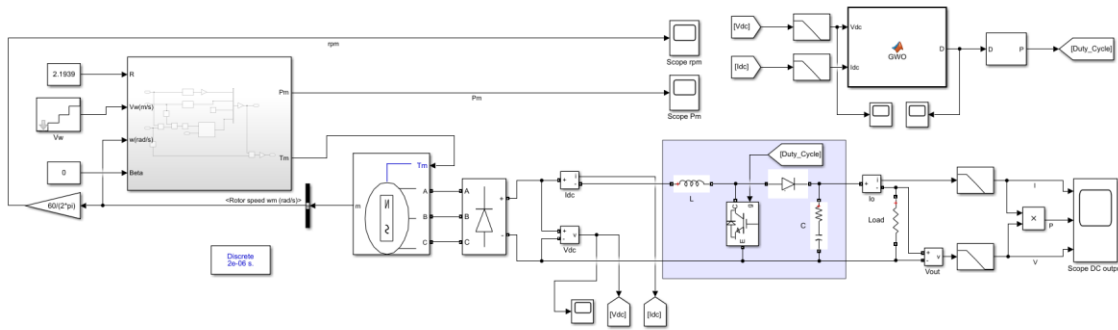 rpm
Scope rpm
2.1939
R
Pm
Pm
Scope Pm
Vw(m/s)
Vw
w(rad/s)
Tm
0
Beta
60/(2*pi)
<Rotor speed wm (rad/s)>
Discrete
2e-06 s.
m
Tm
N
S
A
B
C
A
B
C
+
-
+
i
-
Idc
+
v
-
Vdc
[Vdc]
[Idc]
[Vdc]
[Idc]
Vdc
Idc
GWO
D
D
P
[Duty_Cycle]
[Duty_Cycle]
L
g
C
E
C
+
i
-
Io
Load
+
v
-
Vout
I
×
P
V
Scope DC outp